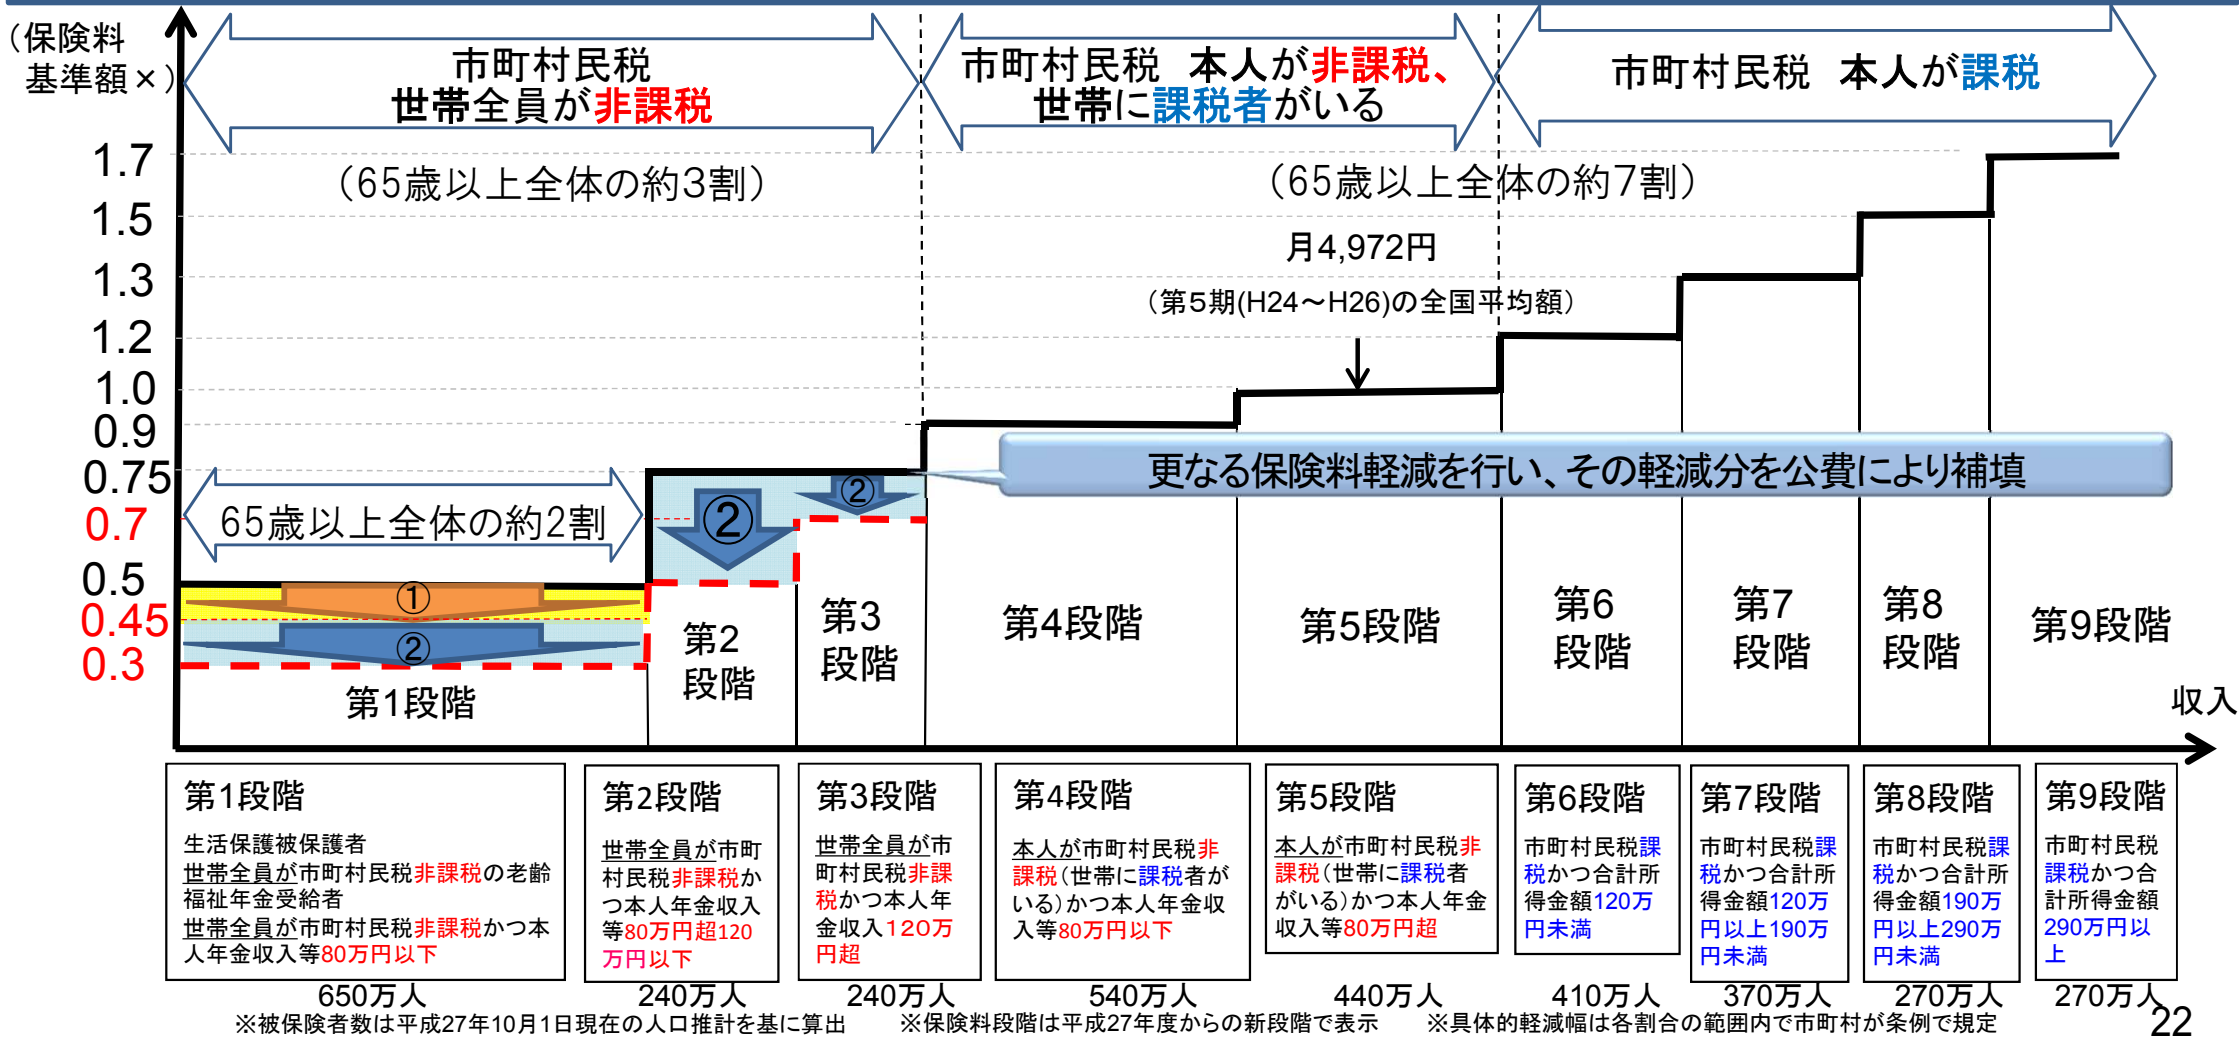 （保険料
基準額×）
市町村民税
世帯全員が非課税
市町村民税　本人が非課税、
世帯に課税者がいる
市町村民税　本人が課税
（65歳以上全体の約3割）
（65歳以上全体の約7割）
1.7
1.5
1.3
1.2
1.0
0.9
0.75
0.7
0.5
0.45
0.3
月4,972円
（第5期(H24～H26)の全国平均額）
更なる保険料軽減を行い、その軽減分を公費により補填
65歳以上全体の約2割
①
②
②
②
第1段階
第2
段階
第3
段階
第4段階
第5段階
第6
段階
第7
段階
第8
段階
第9段階
収入
第1段階
生活保護被保護者
世帯全員が市町村民税非課税の老齢
福祉年金受給者
世帯全員が市町村民税非課税かつ本
人年金収入等80万円以下
第2段階
世帯全員が市町
村民税非課税か
つ本人年金収入
等80万円超120
万円以下
第3段階
世帯全員が市
町村民税非課
税かつ本人年
金収入120万
円超
第4段階
本人が市町村民税非
課税（世帯に課税者が
いる）かつ本人年金収
入等80万円以下
第5段階
本人が市町村民税非
課税（世帯に課税者
がいる）かつ本人年金
収入等80万円超
第6段階
市町村民税課
税かつ合計所
得金額120万
円未満
第7段階
市町村民税課
税かつ合計所
得金額120万
円以上190万
円未満
第8段階
市町村民税課
税かつ合計所
得金額190万
円以上290万
円未満
第9段階
市町村民税
課税かつ合
計所得金額
290万円以
上
650万人
240万人
240万人
540万人
440万人
410万人
370万人
270万人
270万人
※被保険者数は平成27年10月1日現在の人口推計を基に算出　※保険料段階は平成27年度からの新段階で表示　※具体的軽減幅は各割合の範囲内で市町村が条例で規定
22